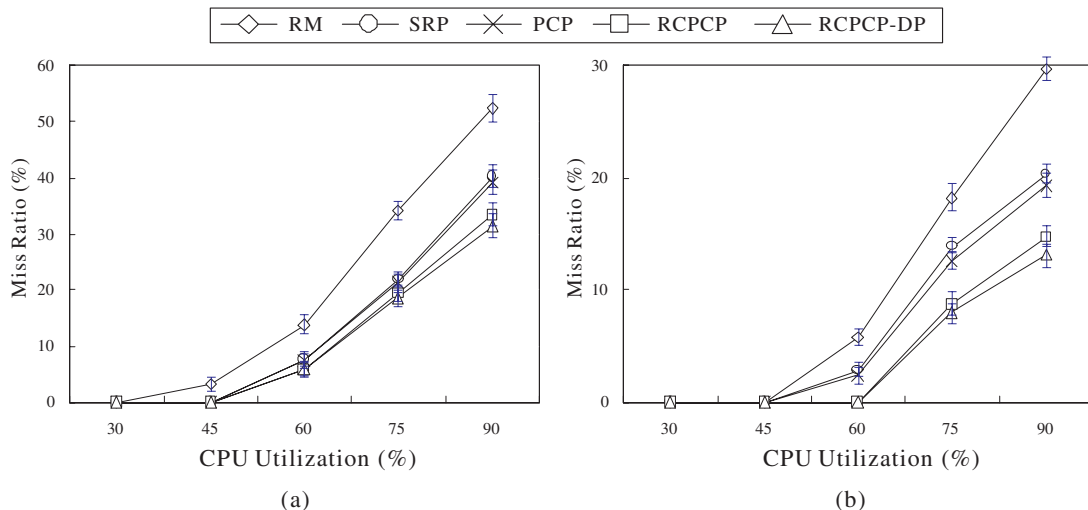 RM SRP PCP RCPCP RCPCP-DP
60
50
40
30
20
10
0
Miss Ratio (%)
30 45 60 75 90
CPU Utilization (%)
(a)
30
20
10
0
Miss Ratio (%)
30 45 60 75 90
CPU Utilization (%)
(b)